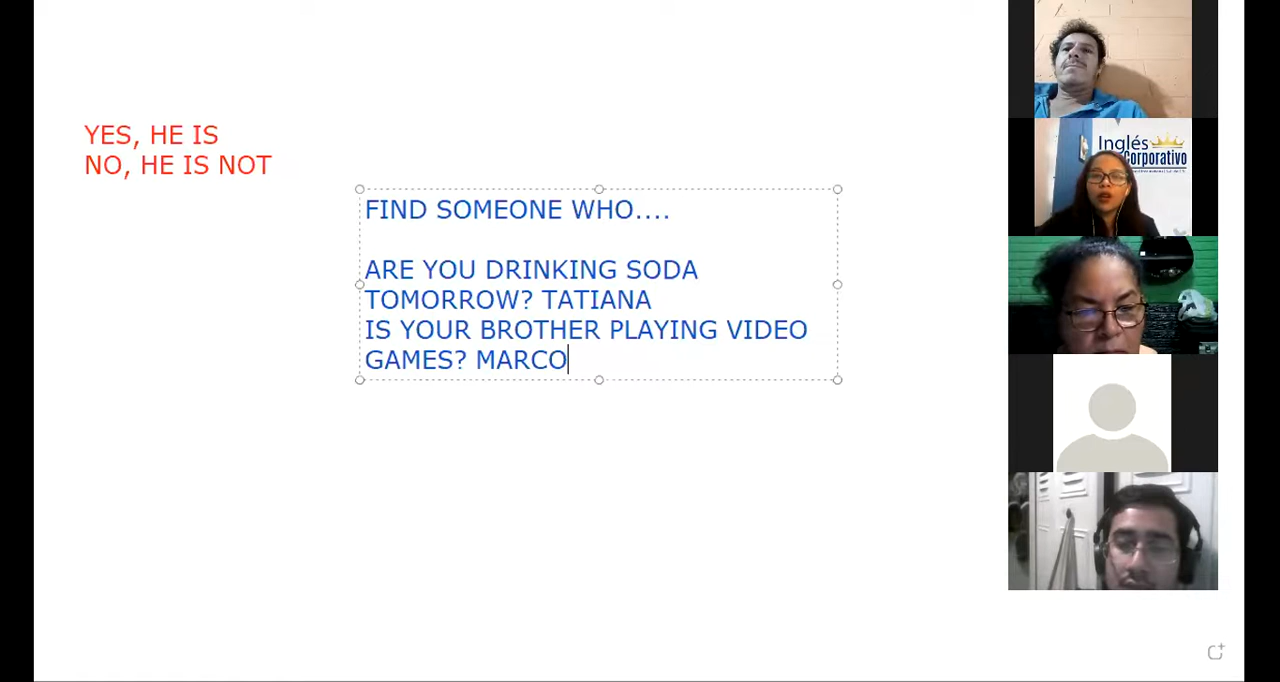 YES, HE IS
NO, HE IS NOT
FIND SOMEONE WHO....
ARE YOU DRINKING SODA
TOMORROW? TATIANA
IS YOUR BROTHER PLAYING VIDEO
GAMES? MARCO
Inglés
Corporativo